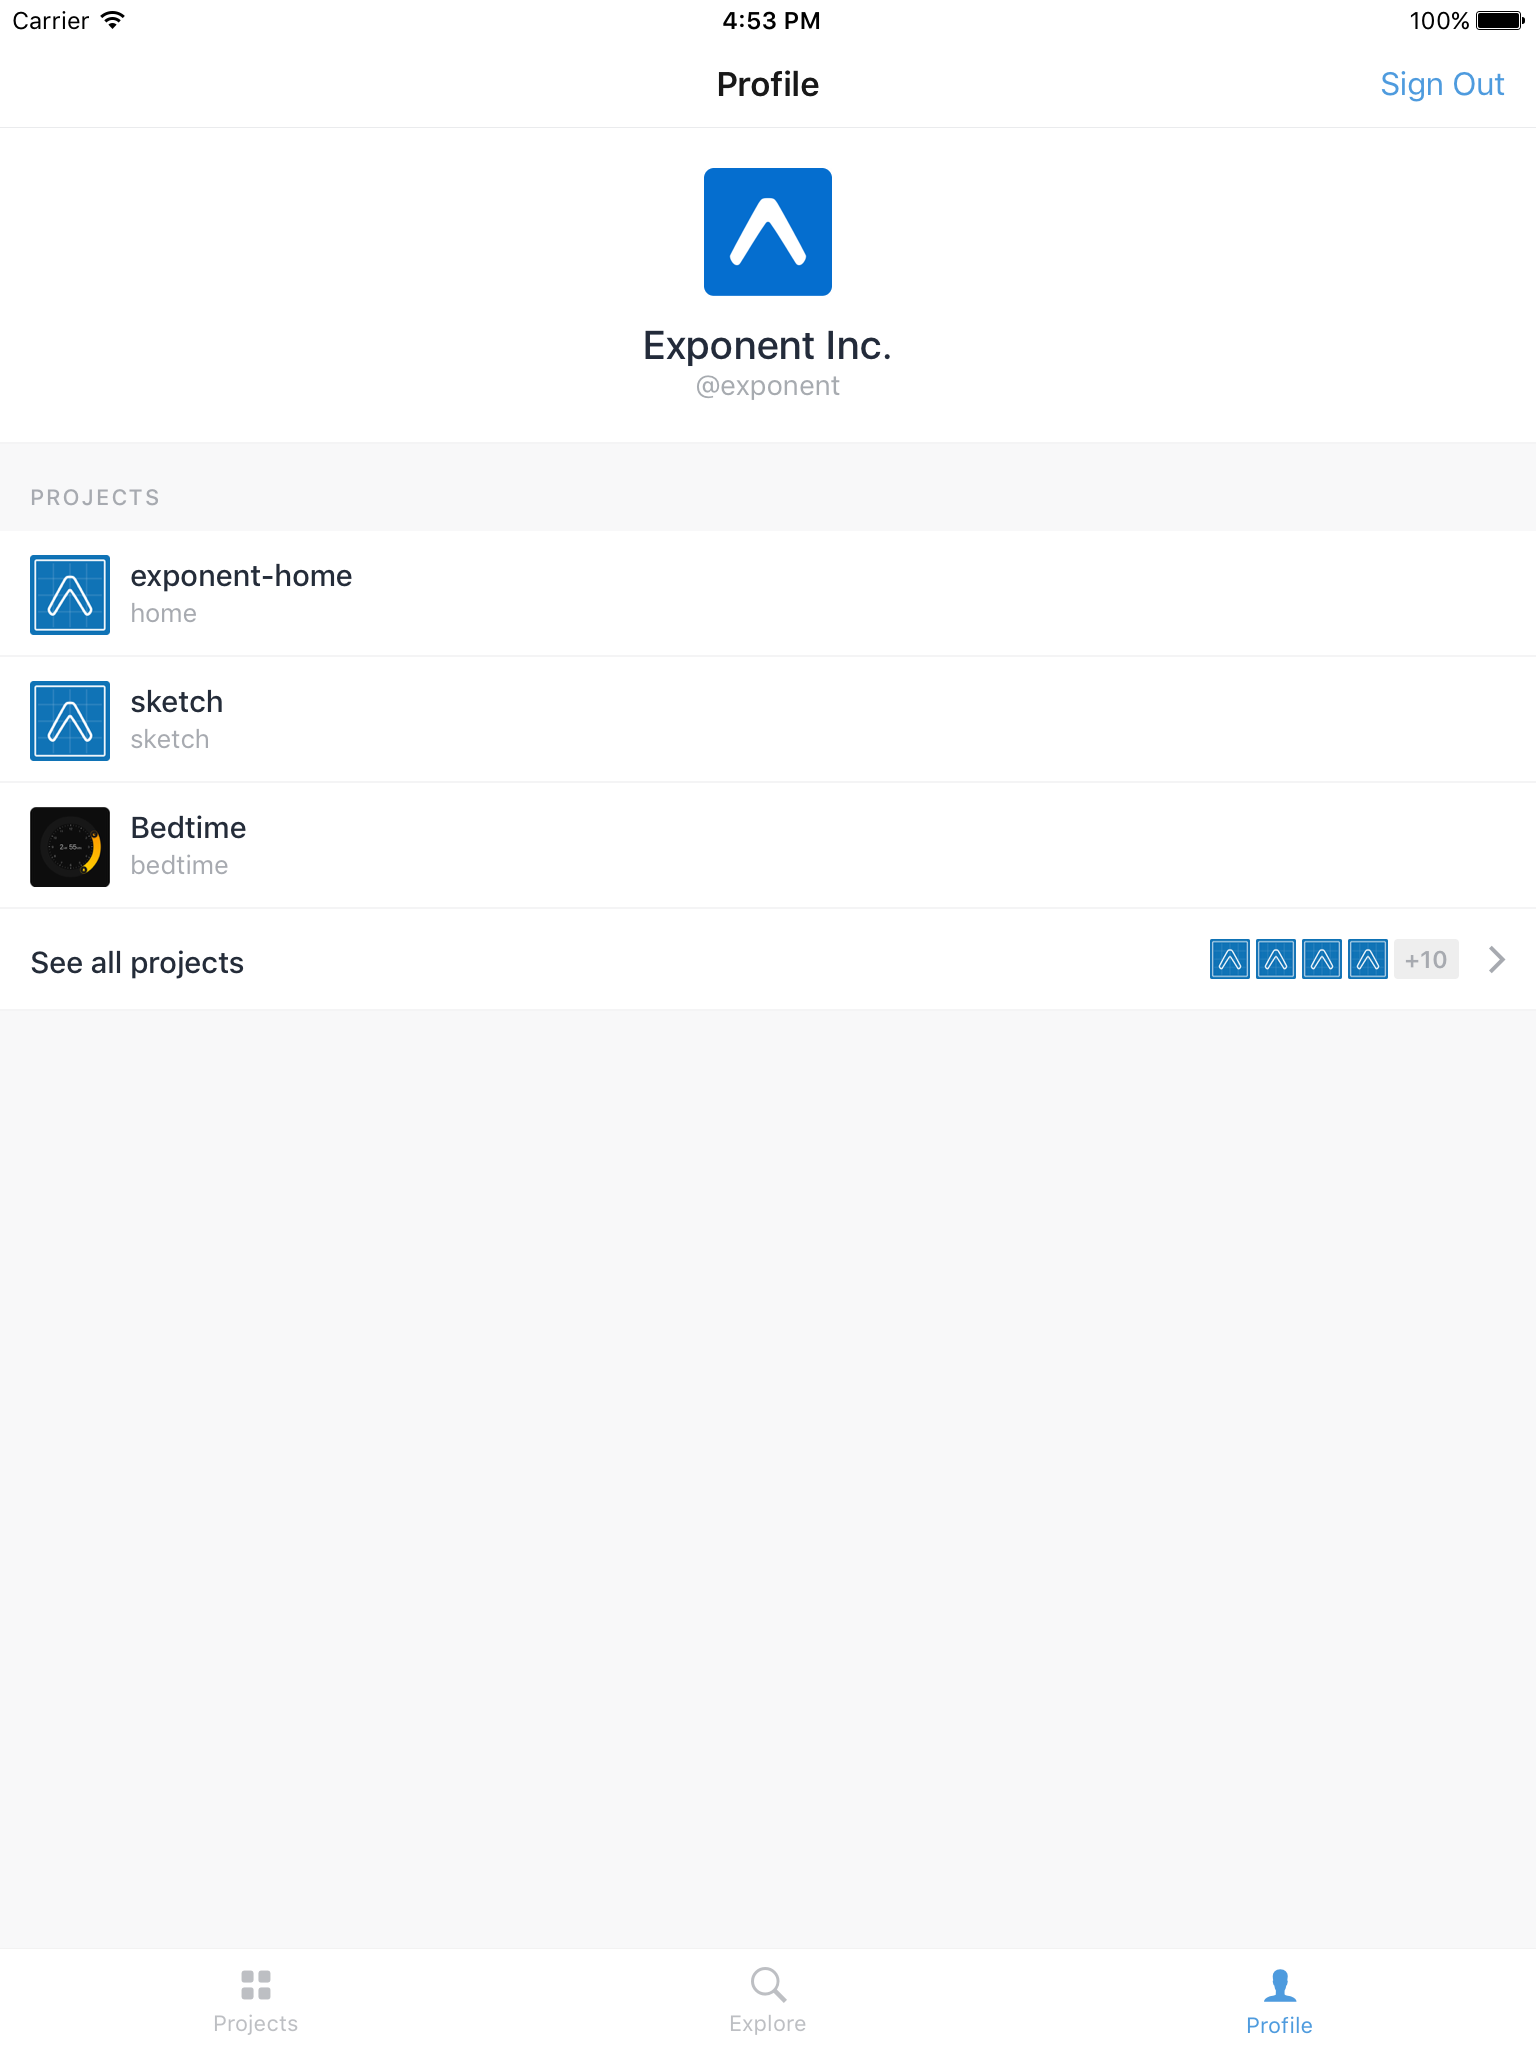 Carrier 4:53 PM 100%
Profile Sign Out
Exponent Inc.
@exponent
PROJECTS
exponent-home
home
sketch
sketch
Bedtime
bedtime
See all projects +10
Projects Explore Profile